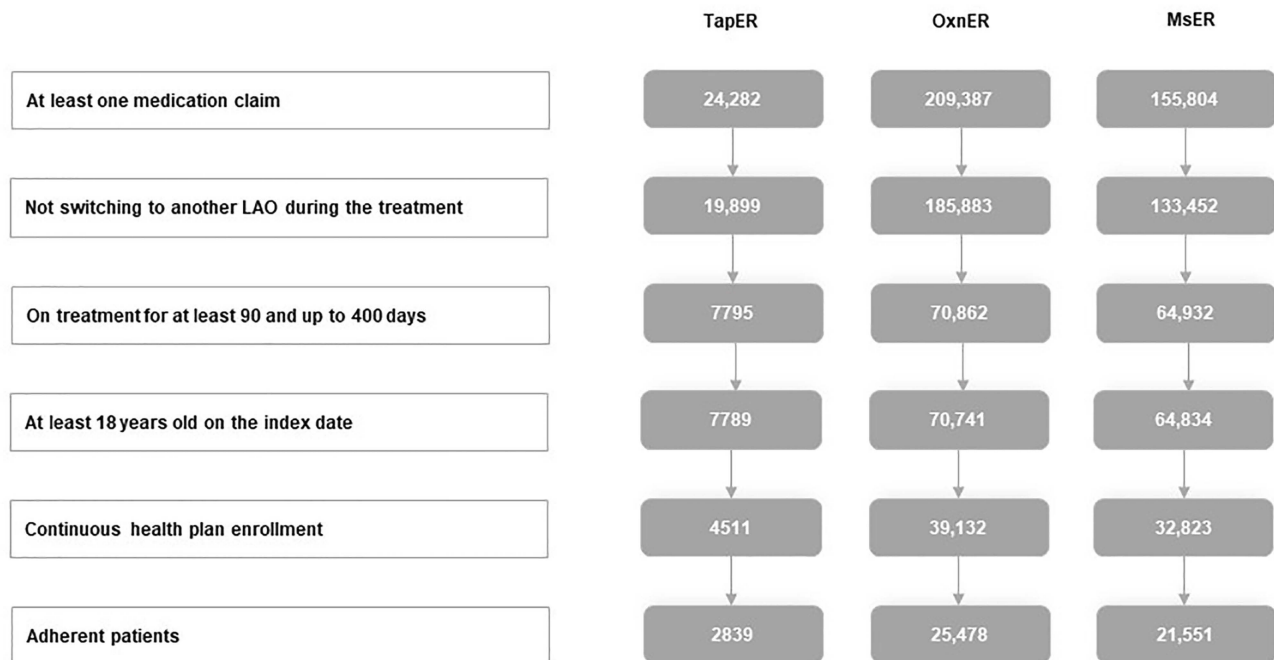 TapER OxnER MsER
At least one medication claim 24,282 209,387 155,804
Not switching to another LAO during the treatment 19,899 185,883 133,452
On treatment for at least 90 and up to 400 days 7795 70,862 64,932
At least 18 years old on the index date 7789 70,741 64,834
Continuous health plan enrollment 4511 39,132 32,823
Adherent patients 2839 25,478 21,551